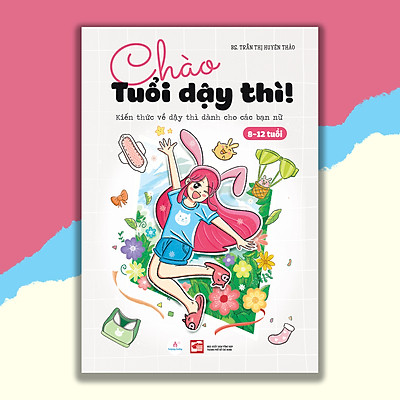 BS. TRẦN THỊ HUYÊN THẢO
Chào
Tuổi dậy thì!
Kiến thức về dậy thì dành cho các bạn nữ
8-12 tuổi